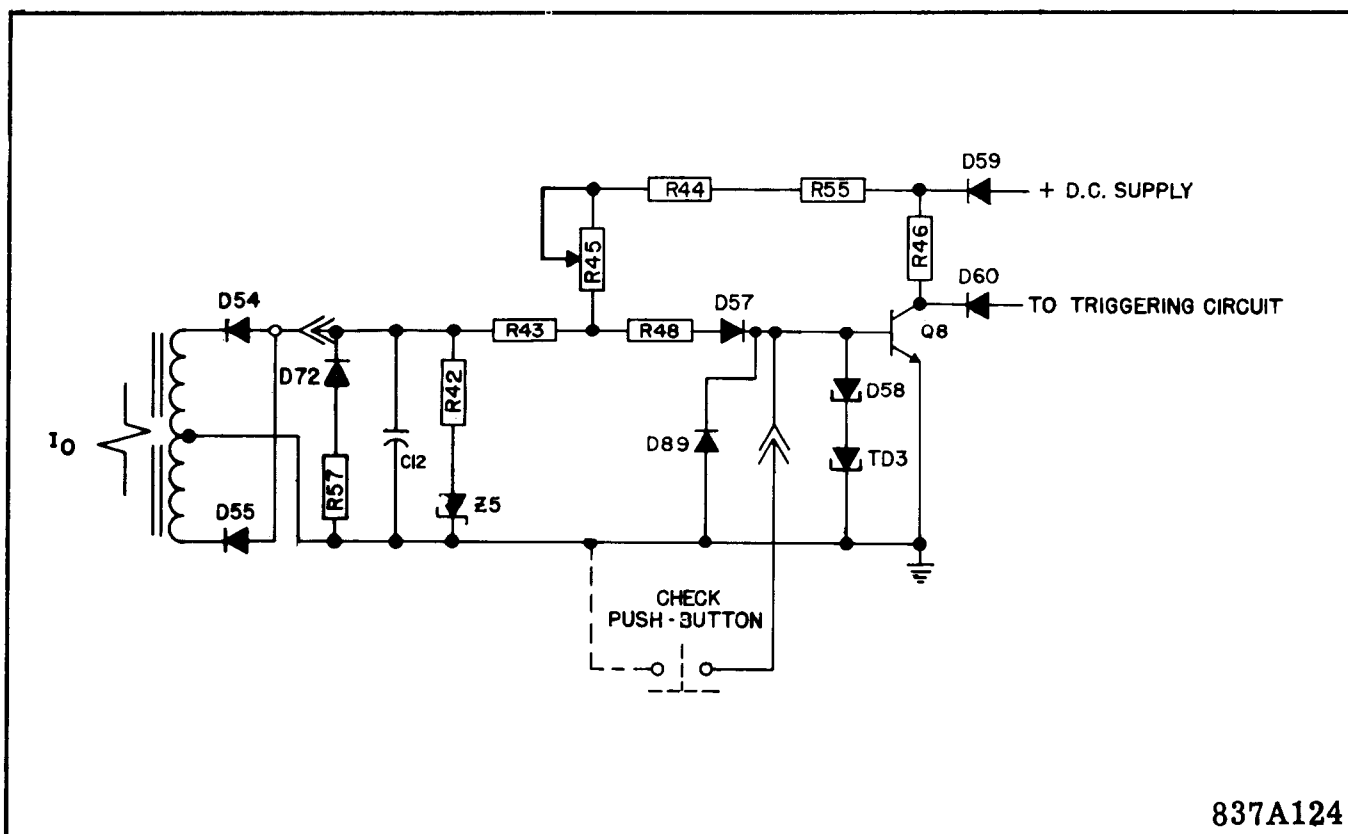 D59
R44
R55
+ D.C. SUPPLY
R45
R46
D60
D54
D57
TO TRIGGERING CIRCUIT
R43
R48
Q8
D72
R42
D58
I0
D89
C12
TD3
R57
Z5
D55
CHECK
PUSH-BUTTON
837A124